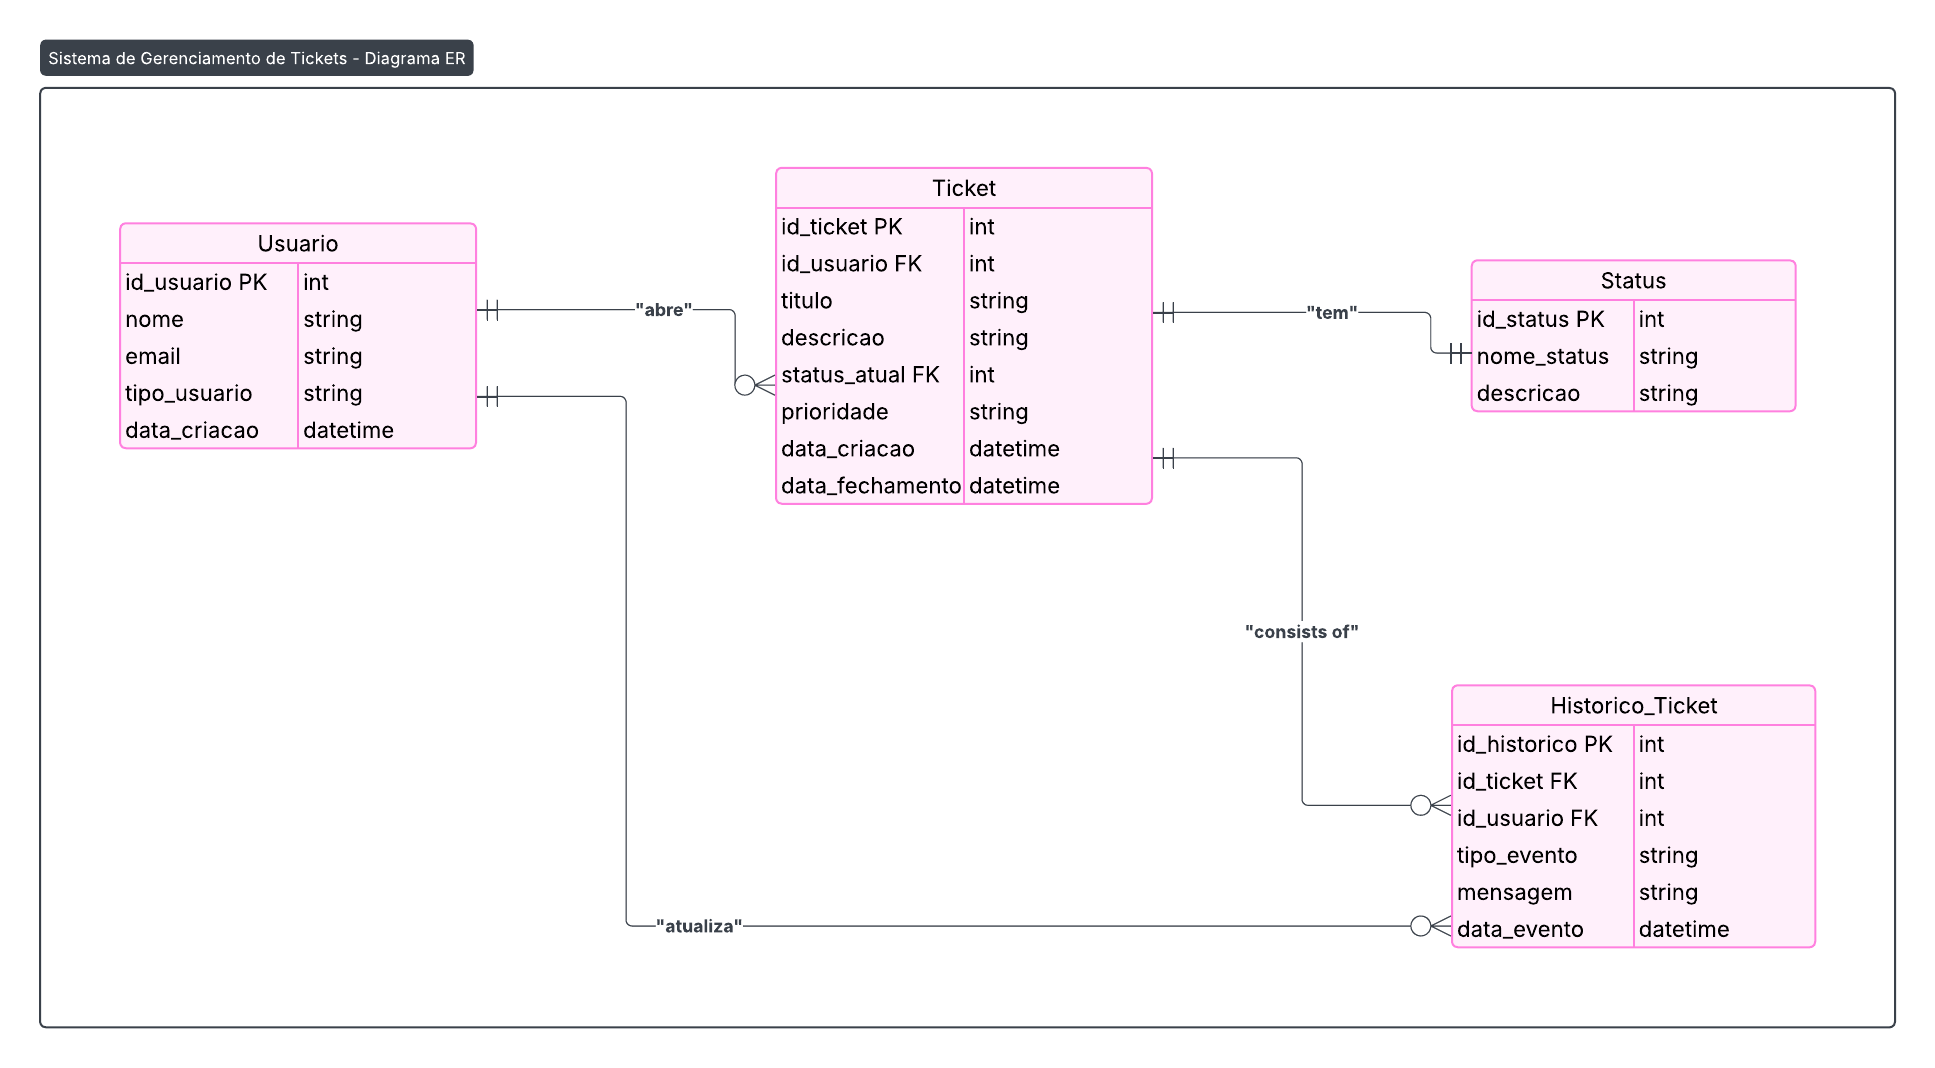 Sistema de Gerenciamento de Tickets - Diagrama ER
Usuario
id_usuario PK int
nome string
email string
tipo_usuario string
data_criacao datetime
"abre"
Ticket
id_ticket PK int
id_usuario FK int
titulo string
descricao string
status_atual FK int
prioridade string
data_criacao datetime
data_fechamento datetime
"tem"
Status
id_status PK int
nome_status string
descricao string
"consists of"
Historico_Ticket
id_historico PK int
id_ticket FK int
id_usuario FK int
tipo_evento string
mensagem string
data_evento datetime
"atualiza"